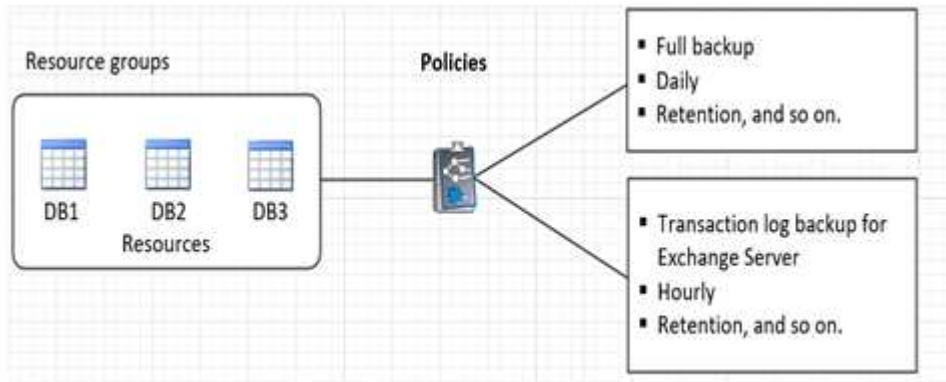 Resource groups
DB1
DB2
DB3
Resources
Policies
▪ Full backup
▪ Daily
▪ Retention, and so on.
▪ Transaction log backup for
Exchange Server
▪ Hourly
▪ Retention, and so on.